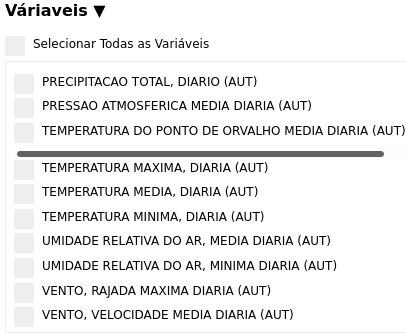 Váriaveis ▼
Selecionar Todas as Variáveis
PRECIPITACAO TOTAL, DIARIO (AUT)
PRESSAO ATMOSFERICA MEDIA DIARIA (AUT)
TEMPERATURA DO PONTO DE ORVALHO MEDIA DIARIA (AUT)
TEMPERATURA MAXIMA, DIARIA (AUT)
TEMPERATURA MEDIA, DIARIA (AUT)
TEMPERATURA MINIMA, DIARIA (AUT)
UMIDADE RELATIVA DO AR, MEDIA DIARIA (AUT)
UMIDADE RELATIVA DO AR, MINIMA DIARIA (AUT)
VENTO, RAJADA MAXIMA DIARIA (AUT)
VENTO, VELOCIDADE MEDIA DIARIA (AUT)